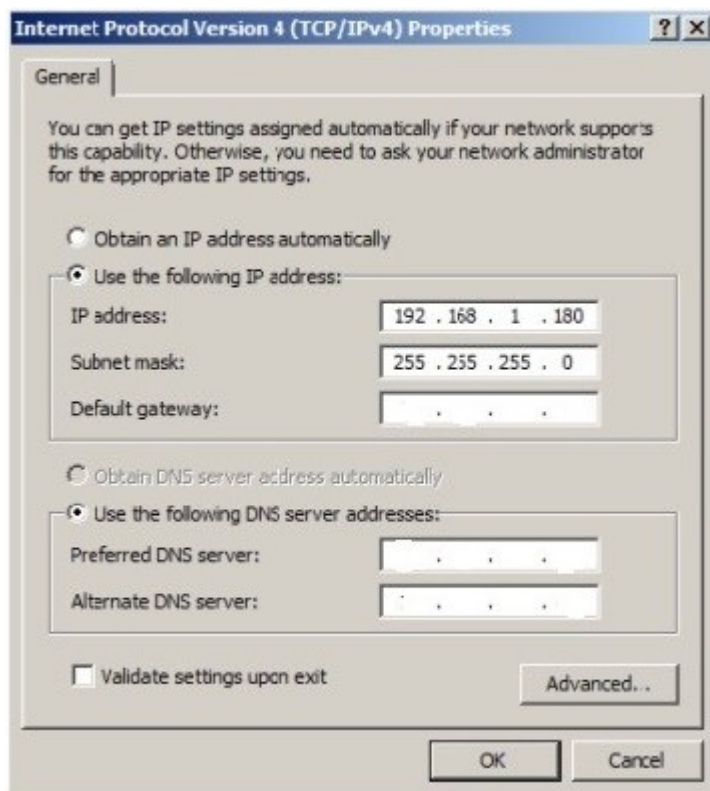 Internet Protocol Version 4 (TCP/IPv4) Properties
General
You can get IP settings assigned automatically if your network supports
this capability. Otherwise, you need to ask your network administrator
for the appropriate IP settings.
Obtain an IP address automatically
Use the following IP address:
IP address: 192 . 168 . 1 . 180
Subnet mask: 255 . 255 . 255 . 0
Default gateway: . . .
Obtain DNS server address automatically
Use the following DNS server addresses:
Preferred DNS server: . . .
Alternate DNS server: . . .
Validate settings upon exit
Advanced...
OK Cancel